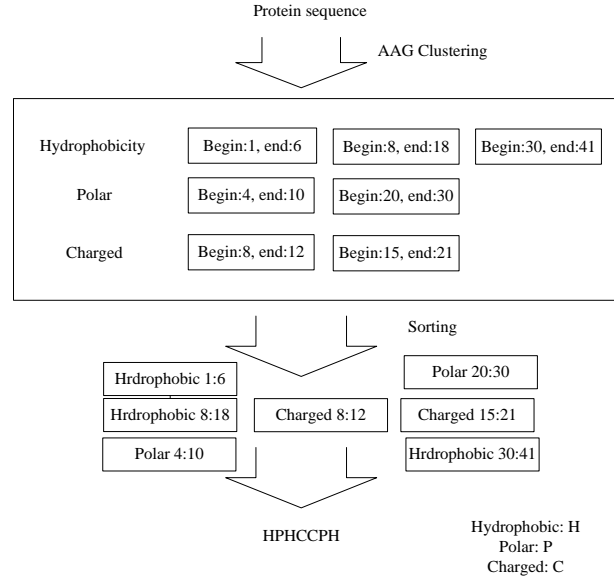 Protein sequence
AAG Clustering
Hydrophobicity Begin:1, end:6 Begin:8, end:18 Begin:30, end:41
Polar Begin:4, end:10 Begin:20, end:30
Charged Begin:8, end:12 Begin:15, end:21
Sorting
Hrdrophobic 1:6 Polar 20:30
Hrdrophobic 8:18 Charged 8:12 Charged 15:21
Polar 4:10 Hrdrophobic 30:41
HPHCCPH
Hydrophobic: H
Polar: P
Charged: C